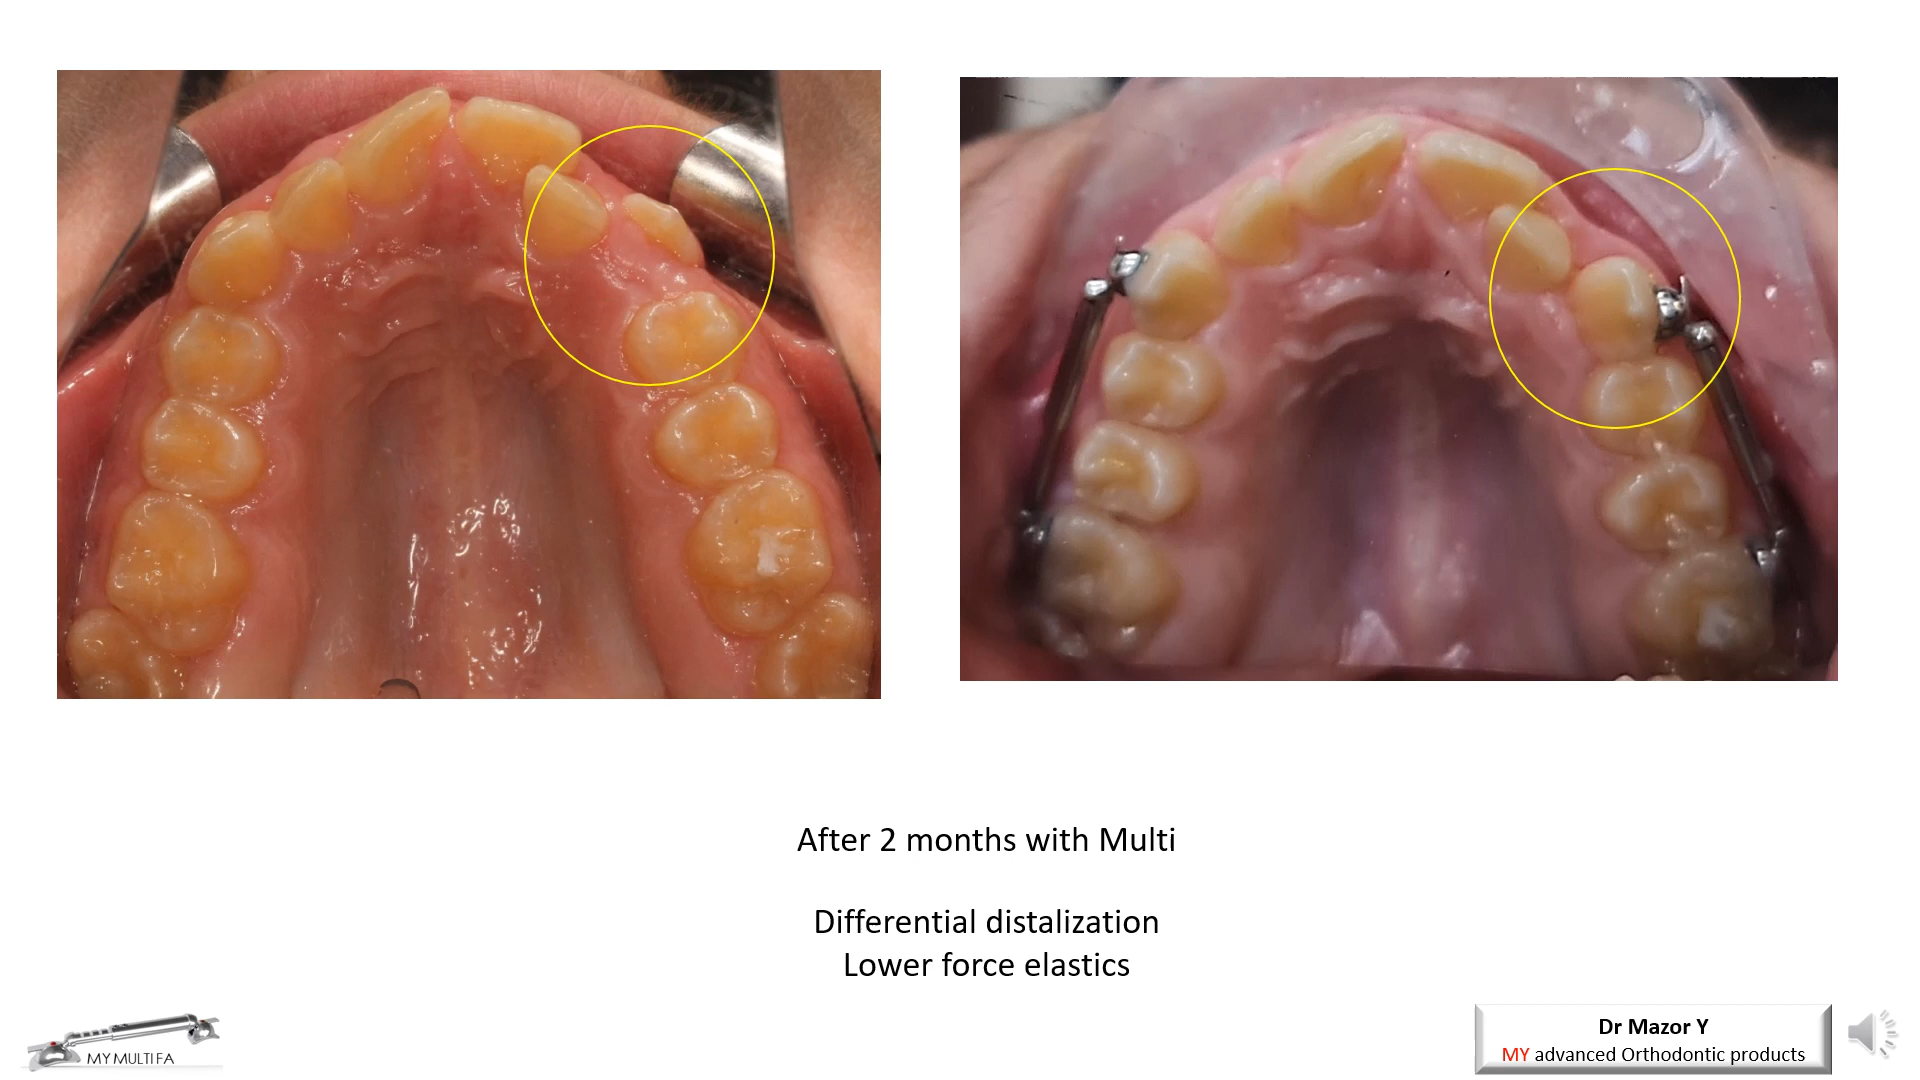 After 2 months with Multi
Differential distalization
Lower force elastics
MY MULTI FA
Dr Mazor Y
MY advanced Orthodontic products